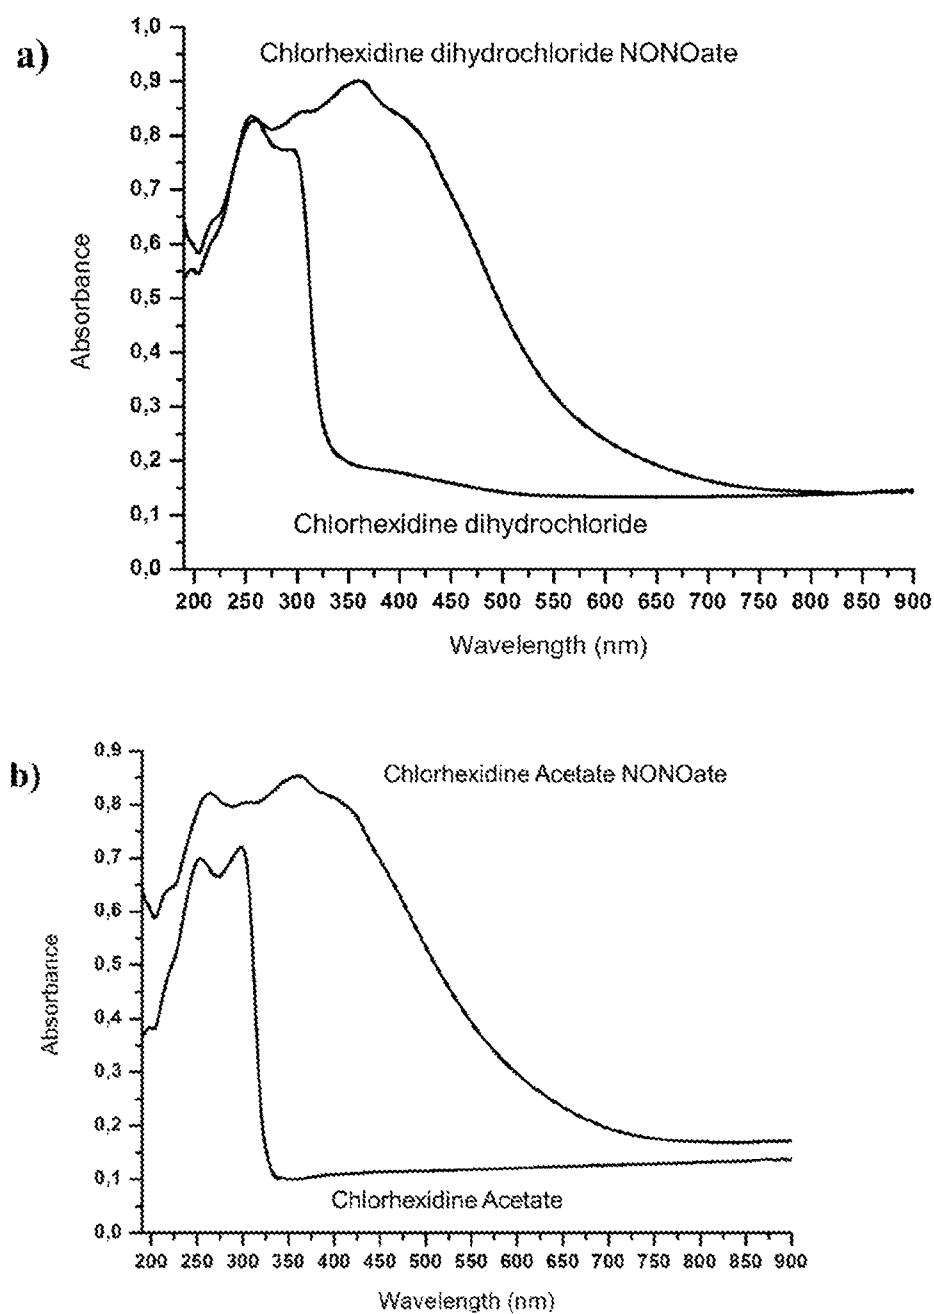 a)
Chlorhexidine dihydrochloride NONOate
1,0
0,9
0,8
0,7
0,6
0,5
0,4
0,3
0,2
0,1
0,0
Absorbance
Chlorhexidine dihydrochloride
200 250 300 350 400 450 500 550 600 650 700 750 800 850 900
Wavelength (nm)
b)
Chlorhexidine Acetate NONOate
0,9
0,8
0,7
0,6
0,5
0,4
0,3
0,2
0,1
0,0
Absorbance
Chlorhexidine Acetate
200 250 300 350 400 450 500 550 600 650 700 750 800 850 900
Wavelength (nm)